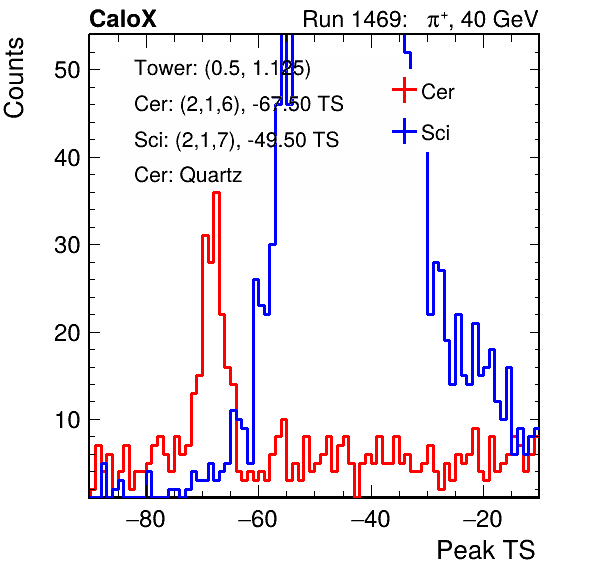 CaloX Run 1469: π+, 40 GeV
Counts
Tower: (0.5, 1.125)
Cer: (2,1,6), -67.50 TS
Sci: (2,1,7), -49.50 TS
Cer: Quartz
Cer
Sci
50
40
30
20
10
−80 −60 −40 −20
Peak TS